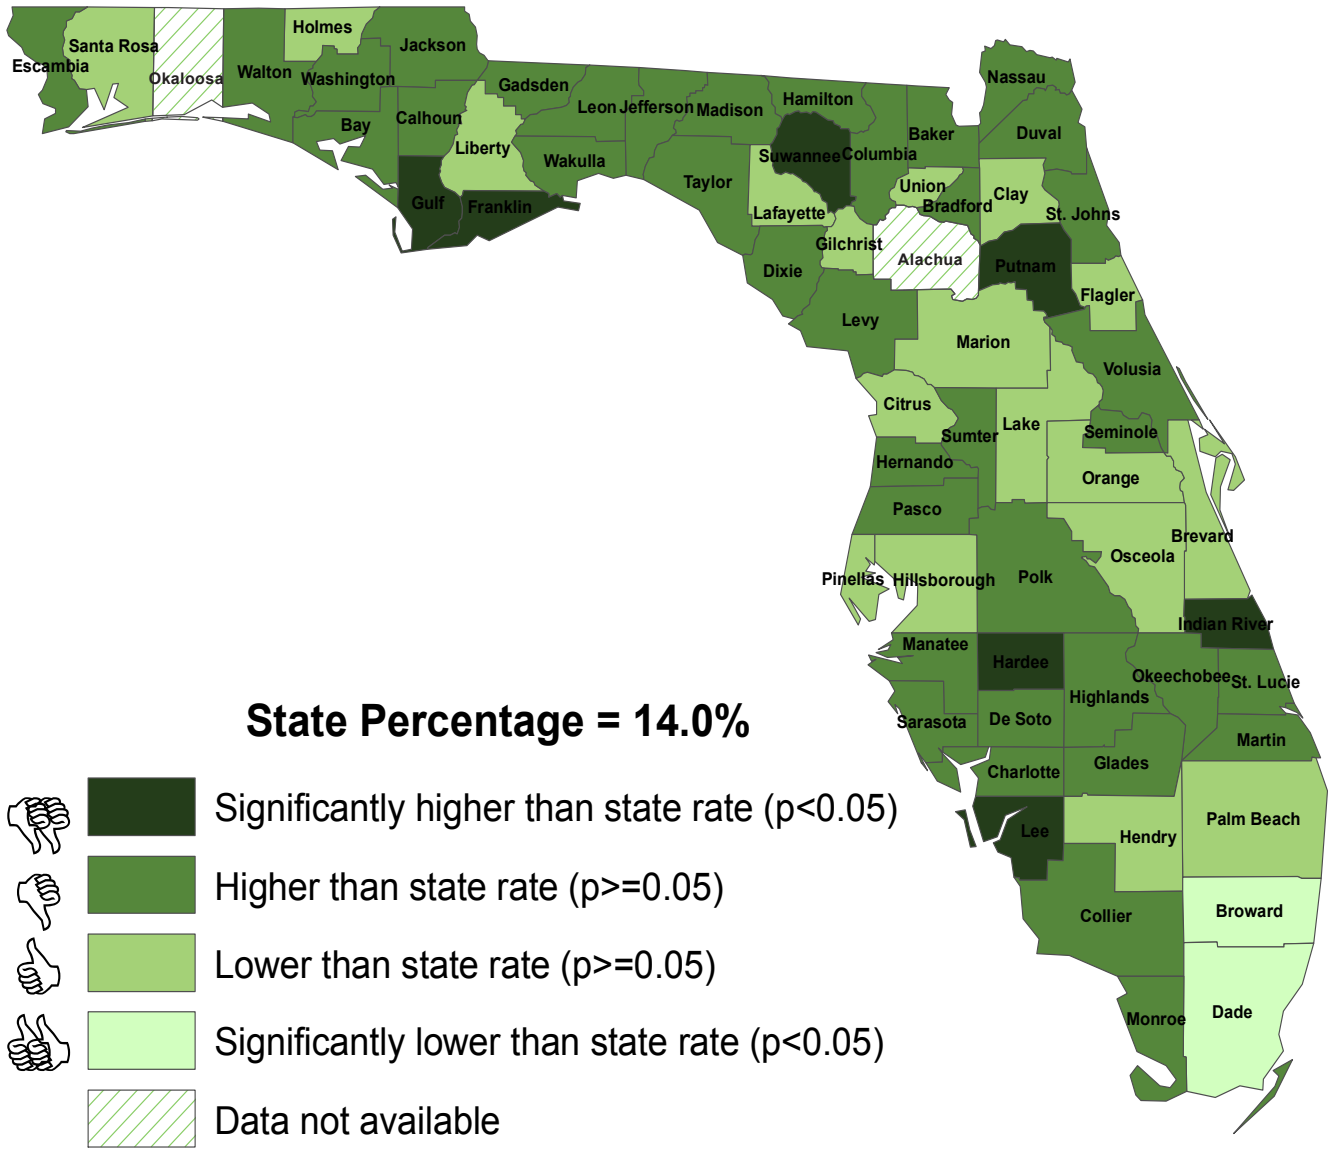 Holmes
Jackson
Santa Rosa
Escambia
Okaloosa
Walton
Washington
Nassau
Gadsden
Leon
Jefferson
Madison
Hamilton
Calhoun
Bay
Baker
Duval
Liberty
Wakulla
Suwannee
Columbia
Taylor
Union
Clay
Bradford
Gulf
Franklin
Lafayette
St. Johns
Gilchrist
Alachua
Putnam
Dixie
Flagler
Levy
Marion
Volusia
Citrus
Lake
Sumter
Seminole
Hernando
Orange
Pasco
Brevard
Osceola
Pinellas
Hillsborough
Polk
Indian River
Manatee
Hardee
Okeechobee
St. Lucie
Highlands
Sarasota
De Soto
Martin
Charlotte
Glades
Palm Beach
Lee
Hendry
Broward
Collier
Dade
Monroe
State Percentage = 14.0%
Significantly higher than state rate (p<0.05)
Higher than state rate (p>=0.05)
Lower than state rate (p>=0.05)
Significantly lower than state rate (p<0.05)
Data not available